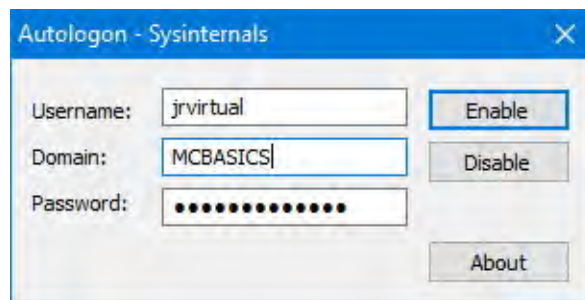 Autologon - Sysinternals
Username: jrvirtual Enable
Domain: MCBASICS Disable
Password: ●●●●●●●●●●●●●
About